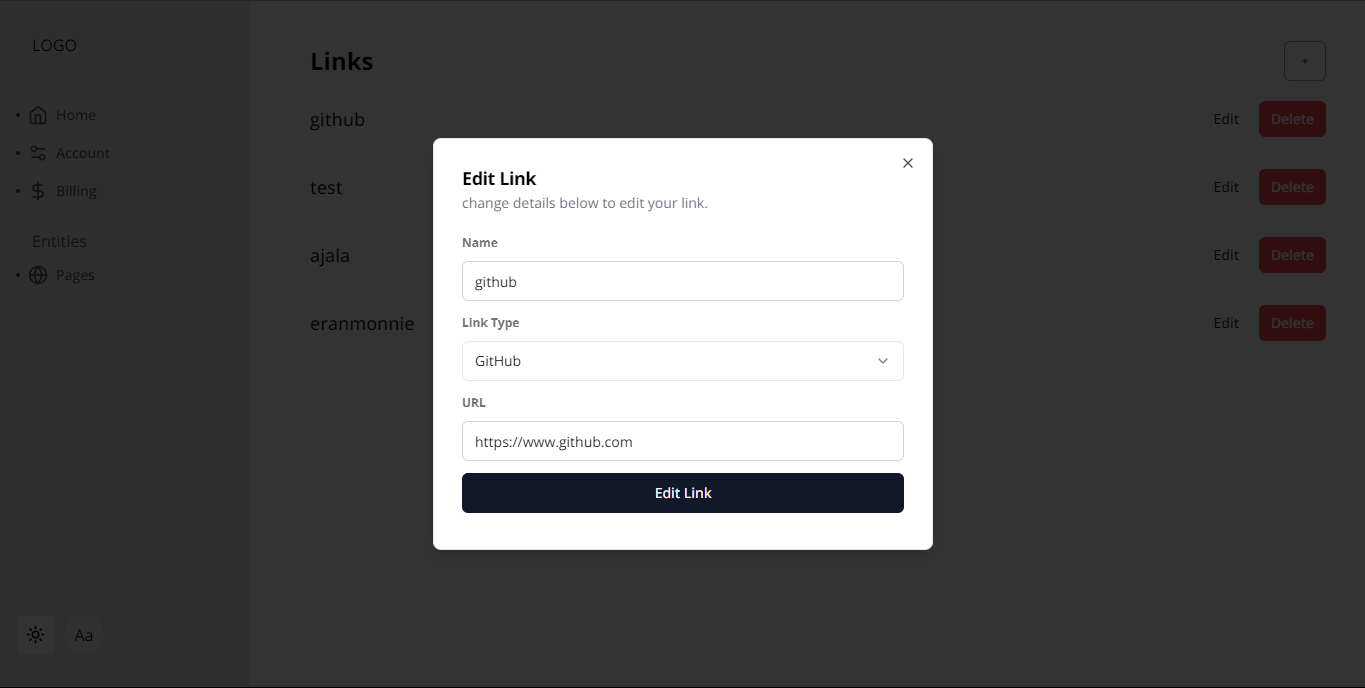 LOGO
Home
Account
Billing
Entities
Pages
Aa
Links
+
github
Edit
Delete
test
Edit
Delete
ajala
Edit
Delete
eranmonnie
Edit
Delete
Edit Link
change details below to edit your link.
Name
github
Link Type
GitHub
URL
https://www.github.com
Edit Link